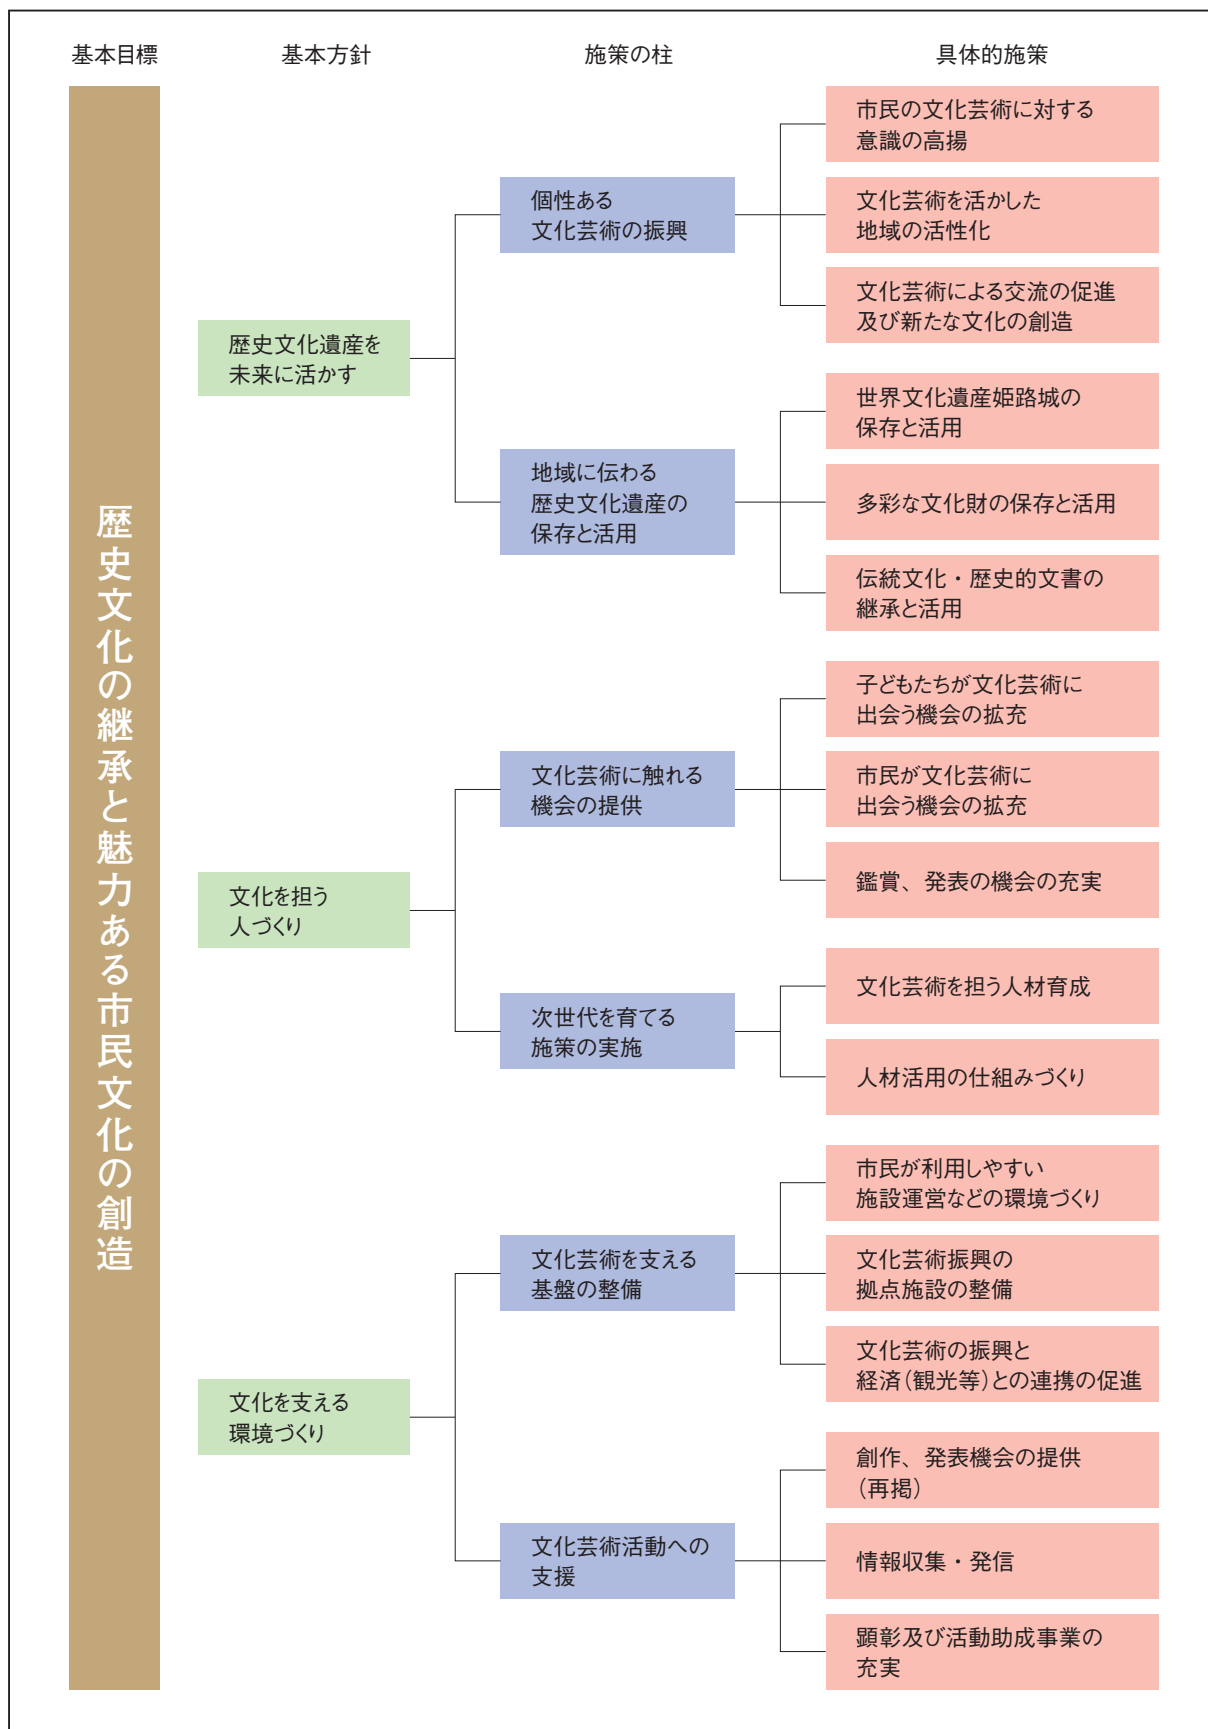 基本目標
基本方針
施策の柱
具体的施策
歴史文化の継承と魅力ある市民文化の創造
歴史文化遺産を
未来に活かす
個性ある
文化芸術の振興
市民の文化芸術に対する
意識の高揚
文化芸術を活かした
地域の活性化
文化芸術による交流の促進
及び新たな文化の創造
地域に伝わる
歴史文化遺産の
保存と活用
世界文化遺産姫路城の
保存と活用
多彩な文化財の保存と活用
伝統文化・歴史的文書の
継承と活用
文化を担う
人づくり
文化芸術に触れる
機会の提供
子どもたちが文化芸術に
出会う機会の拡充
市民が文化芸術に
出会う機会の拡充
鑑賞、発表の機会の充実
次世代を育てる
施策の実施
文化芸術を担う人材育成
人材活用の仕組みづくり
文化を支える
環境づくり
文化芸術を支える
基盤の整備
市民が利用しやすい
施設運営などの環境づくり
文化芸術振興の
拠点施設の整備
文化芸術の振興と
経済(観光等)との連携の促進
文化芸術活動への
支援
創作、発表機会の提供
(再掲)
情報収集・発信
顕彰及び活動助成事業の
充実